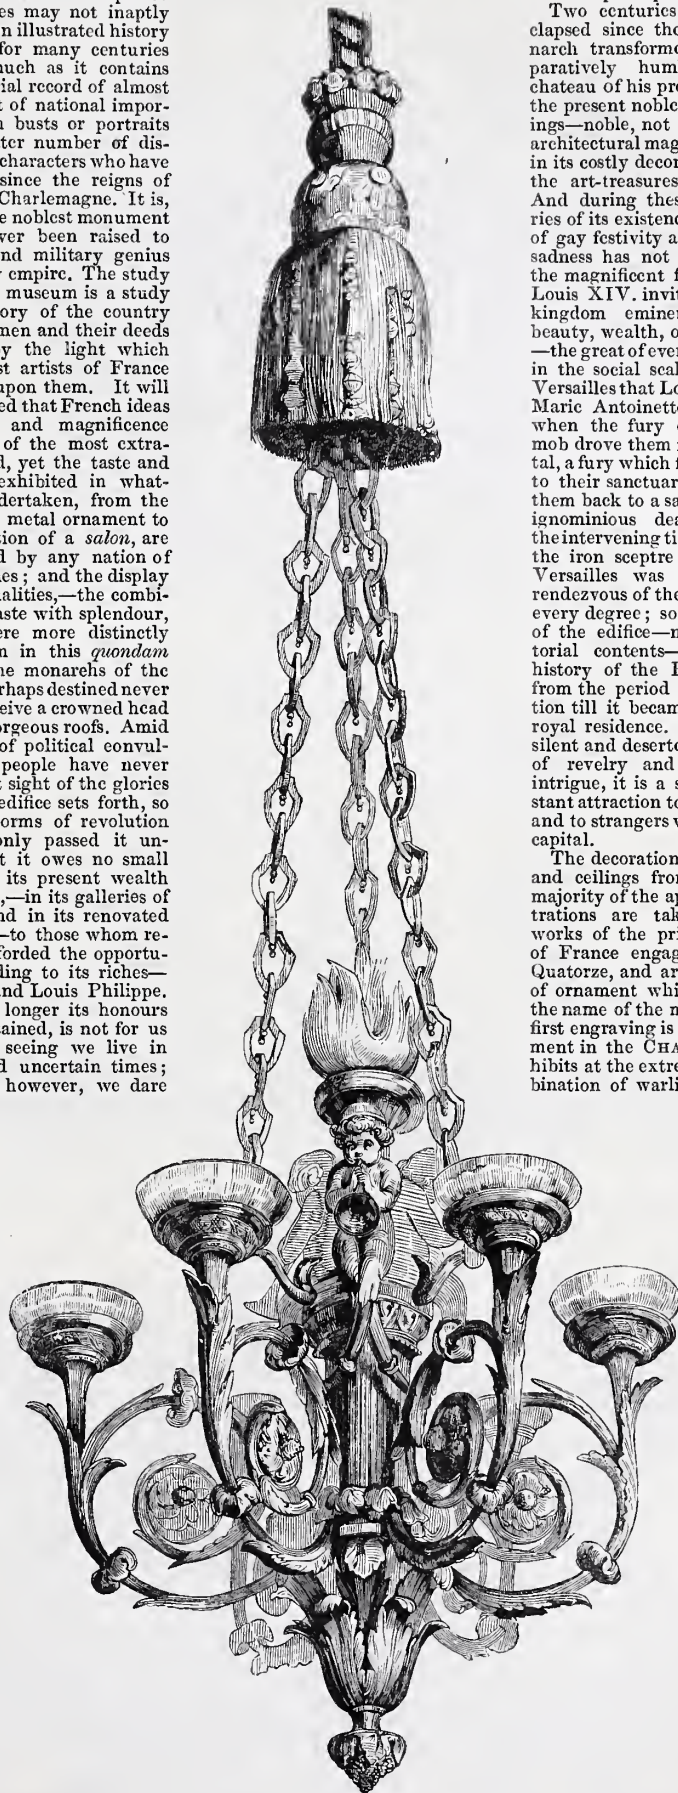 es may not inaptly
n illustrated history
for many centuries
nuch as it contains
ial record of almost
t of national impor-
n busts or portraits
ter number of dis-
characters who have
since the reigns of
Charlemagne. It is,
e noblest monument
ver been raised to
nd military genius
r empire. The study
museum is a study
ory of the country
men and their deeds
y the light which
st artists of France
upon them. It will
ed that French ideas
and magnificence
of the most extra-
d, yet the taste and
exhibited in what-
dertaken, from the
metal ornament to
sion of a salon, are
d by any nation of
es; and the display
alities,—the combi-
aste with splendour,
ere more distinctly
n in this quondam
he monarchs of the
rhaps destined never
eive a crowned head
orgeous roofs. Amid
of political convul-
people have never
t sight of the glories
edifice sets forth, so
orms of revolution
only passed it un-
t it owes no small
its present wealth
,—in its galleries of
nd in its renovated
—to those whom re-
forded the opportu-
ding to its riches—
and Louis Philippe.
longer its honours
tained, is not for us
seeing we live in
d uncertain times;
however, we dare
Two centuries
elapsed since the
narch transforme
paratively hum
chateau of his pre
the present noble
ings—noble, not
architectural mag
in its costly decor
the art-treasures
And during thes
ries of its existenc
of gay festivity a
sadness has not
the magnificent f
Louis XIV. invit
kingdom eminen
beauty, wealth, o
—the great of ever
in the social scal
Versailles that Lo
Marie Antoinette
when the fury
mob drove them
tal, a fury which f
to their sanctuar
them back to a sa
ignominious dea
the intervening ti
the iron sceptre
Versailles was
rendezvous of the
every degree; so
of the edifice—n
torial contents—
history of the
from the period
tion till it becam
royal residence.
silent and deserte
of revelry and
intrigue, it is a s
stant attraction to
and to strangers v
capital.
The decoration
and ceilings fro
majority of the ap
trations are tak
works of the pri
of France engag
Quatorze, and ar
of ornament whi
the name of the m
first engraving is
ment in the CHA
hibits at the extre
bination of warli